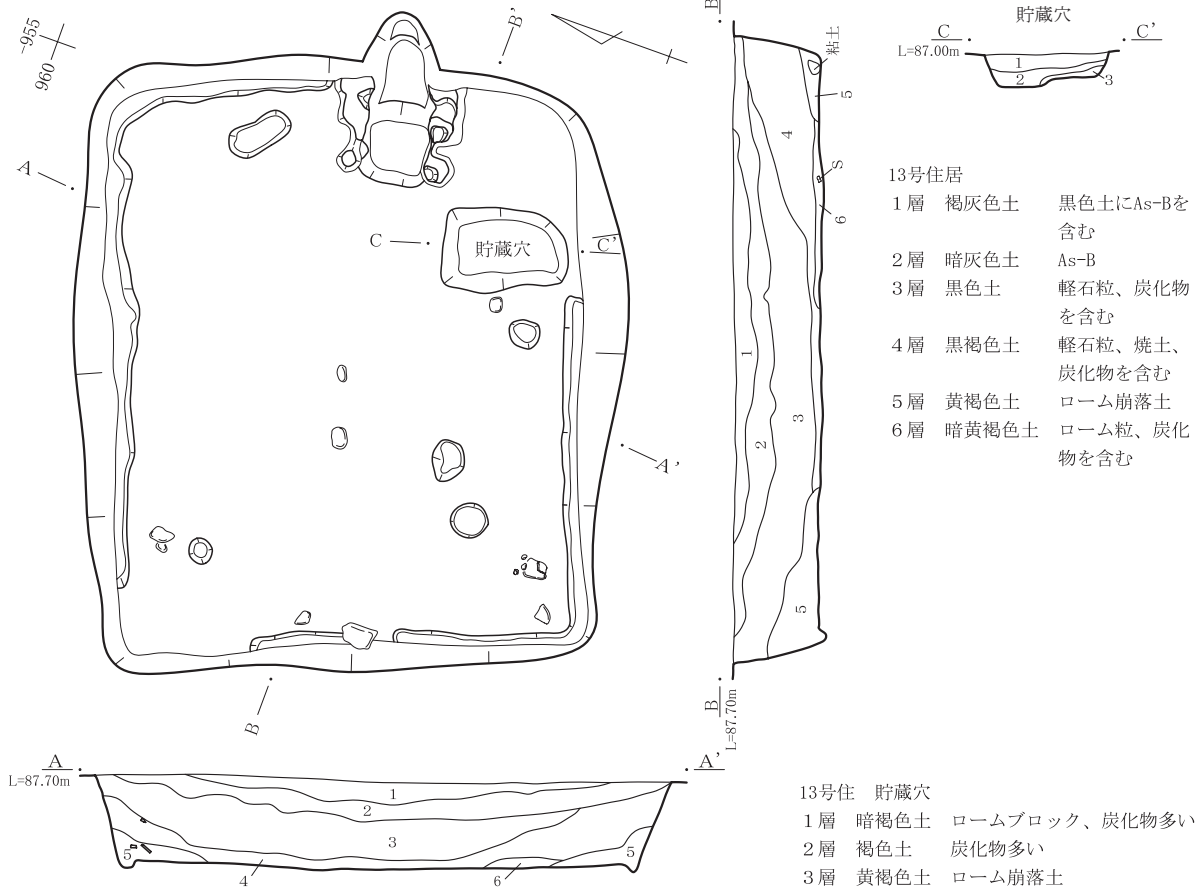 -955
960
B'
B
粘土
5
4
S
6
1
3
2
5
B
L=87.70m
貯蔵穴
C
C'
L=87.00m
1
2
3
A
C
貯蔵穴
C'
A'
B
13号住居
1層 褐灰色土 黒色土にAs-Bを
含む
2層 暗灰色土 As-B
3層 黒色土 軽石粒、炭化物
を含む
4層 黒褐色土 軽石粒、焼土、
炭化物を含む
5層 黄褐色土 ローム崩落土
6層 暗黄褐色土 ローム粒、炭化
物を含む
A
A'
L=87.70m
1
2
3
5
5
4
6
13号住 貯蔵穴
1層 暗褐色土 ロームブロック、炭化物多い
2層 褐色土 炭化物多い
3層 黄褐色土 ローム崩落土